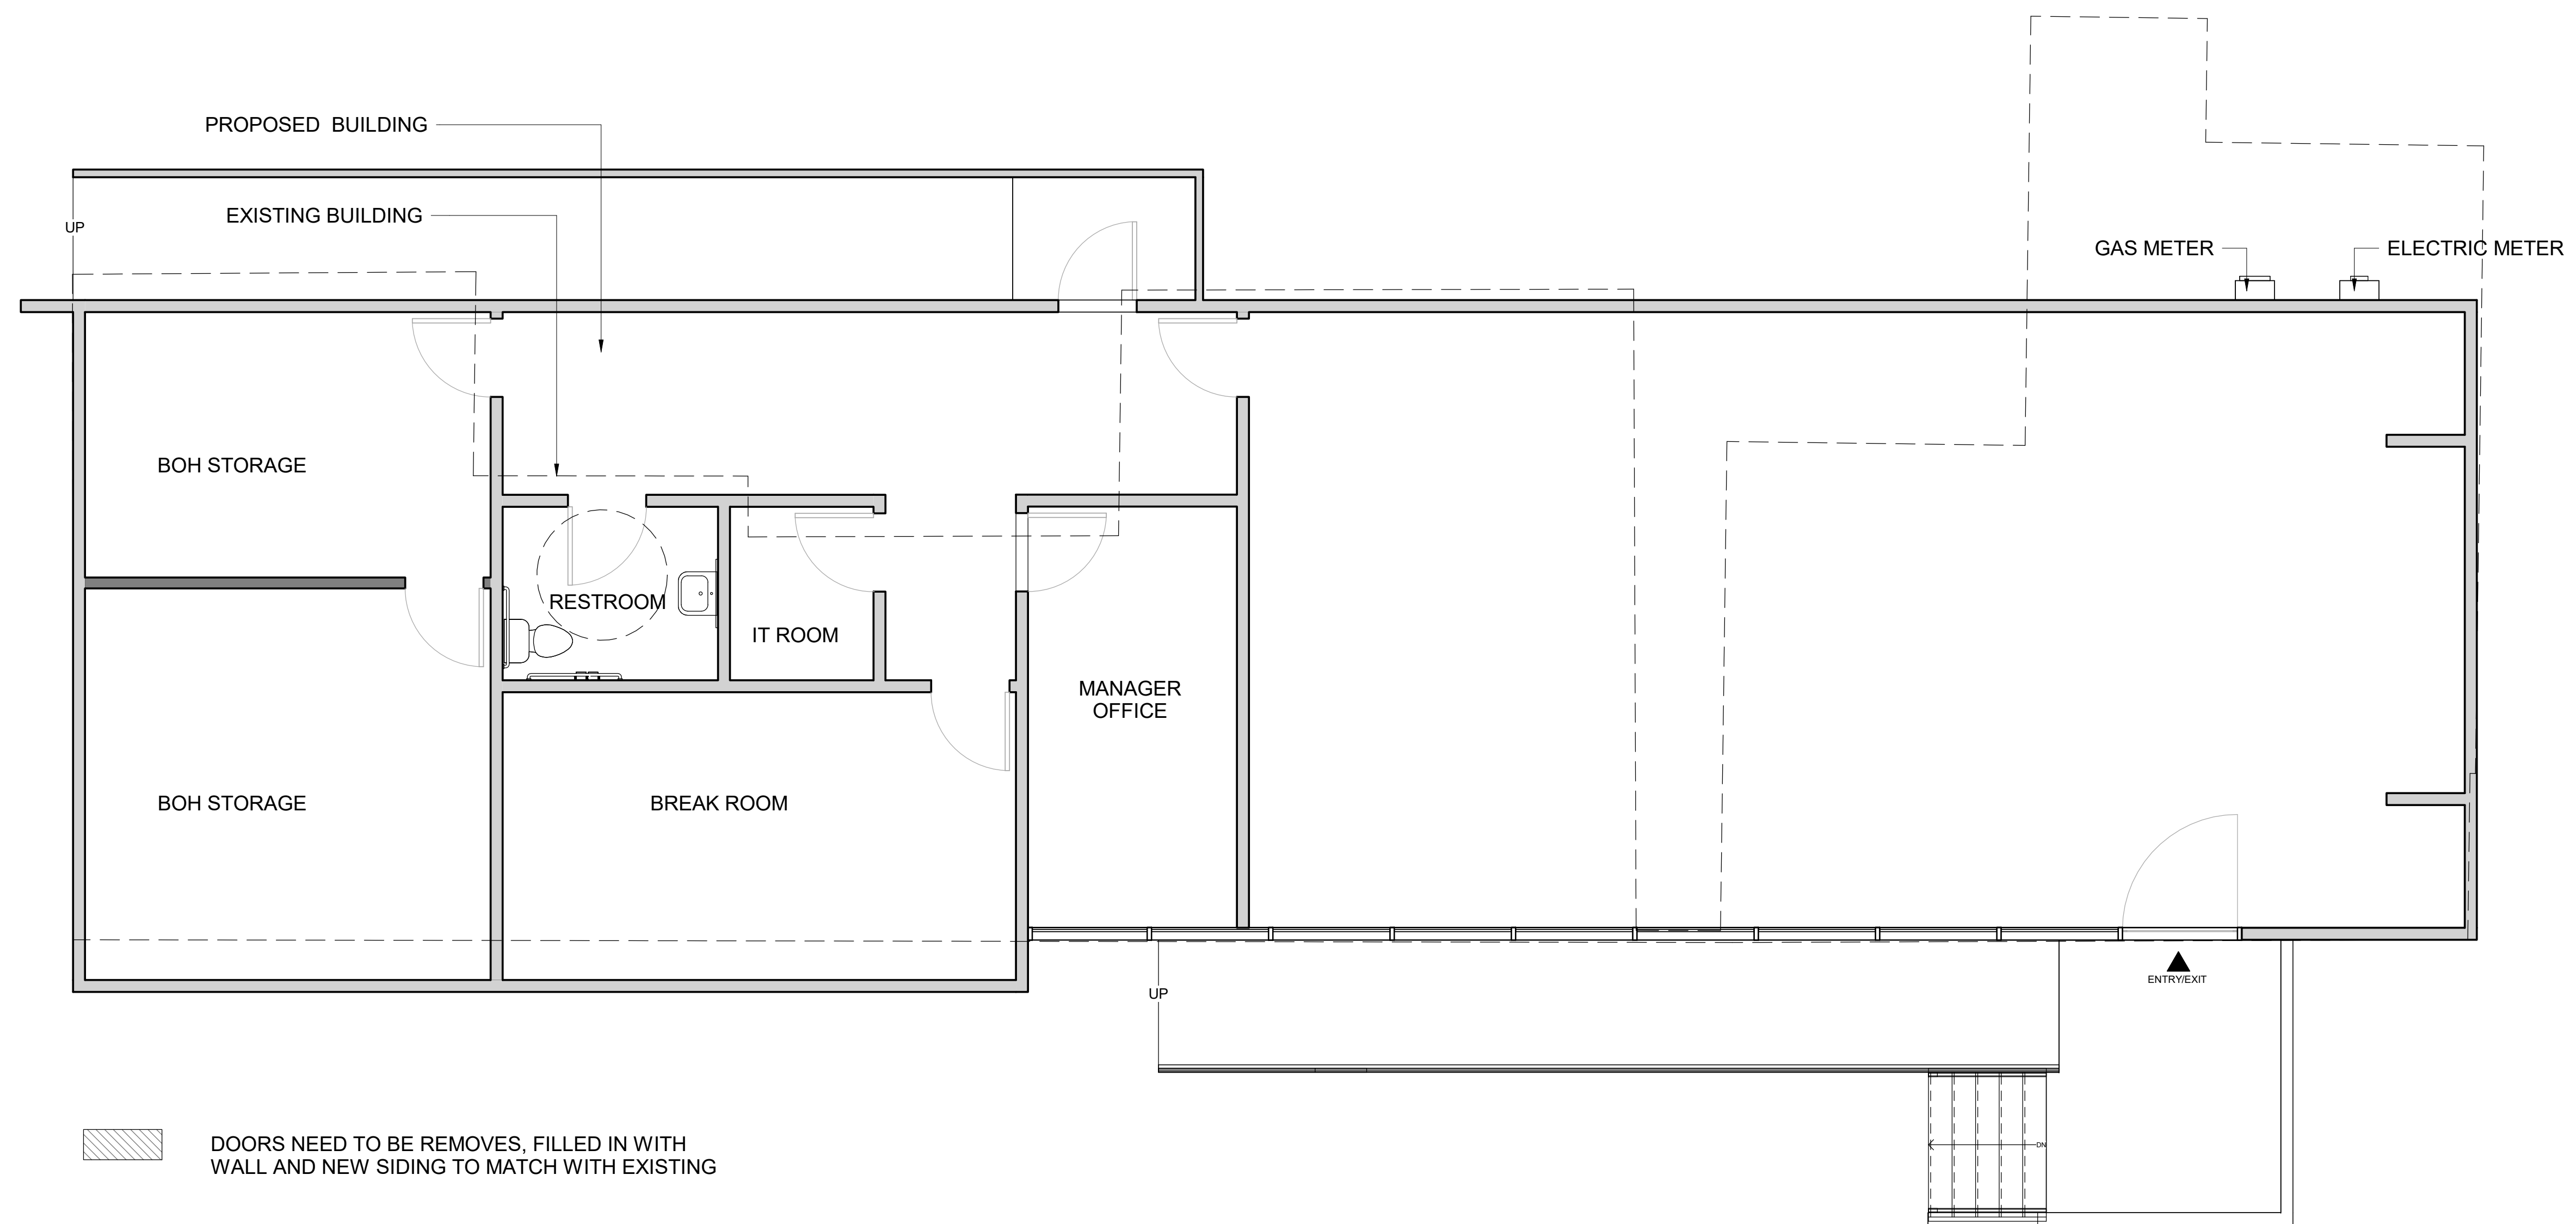 PROPOSED  BUILDING
EXISTING BUILDING
UP
GAS METER
ELECTRIC METER
BOH STORAGE
RESTROOM
IT ROOM
MANAGER
OFFICE
BOH STORAGE
BREAK ROOM
ENTRY/EXIT
UP
DN
DOORS NEED TO BE REMOVES, FILLED IN WITH
WALL AND NEW SIDING TO MATCH WITH EXISTING